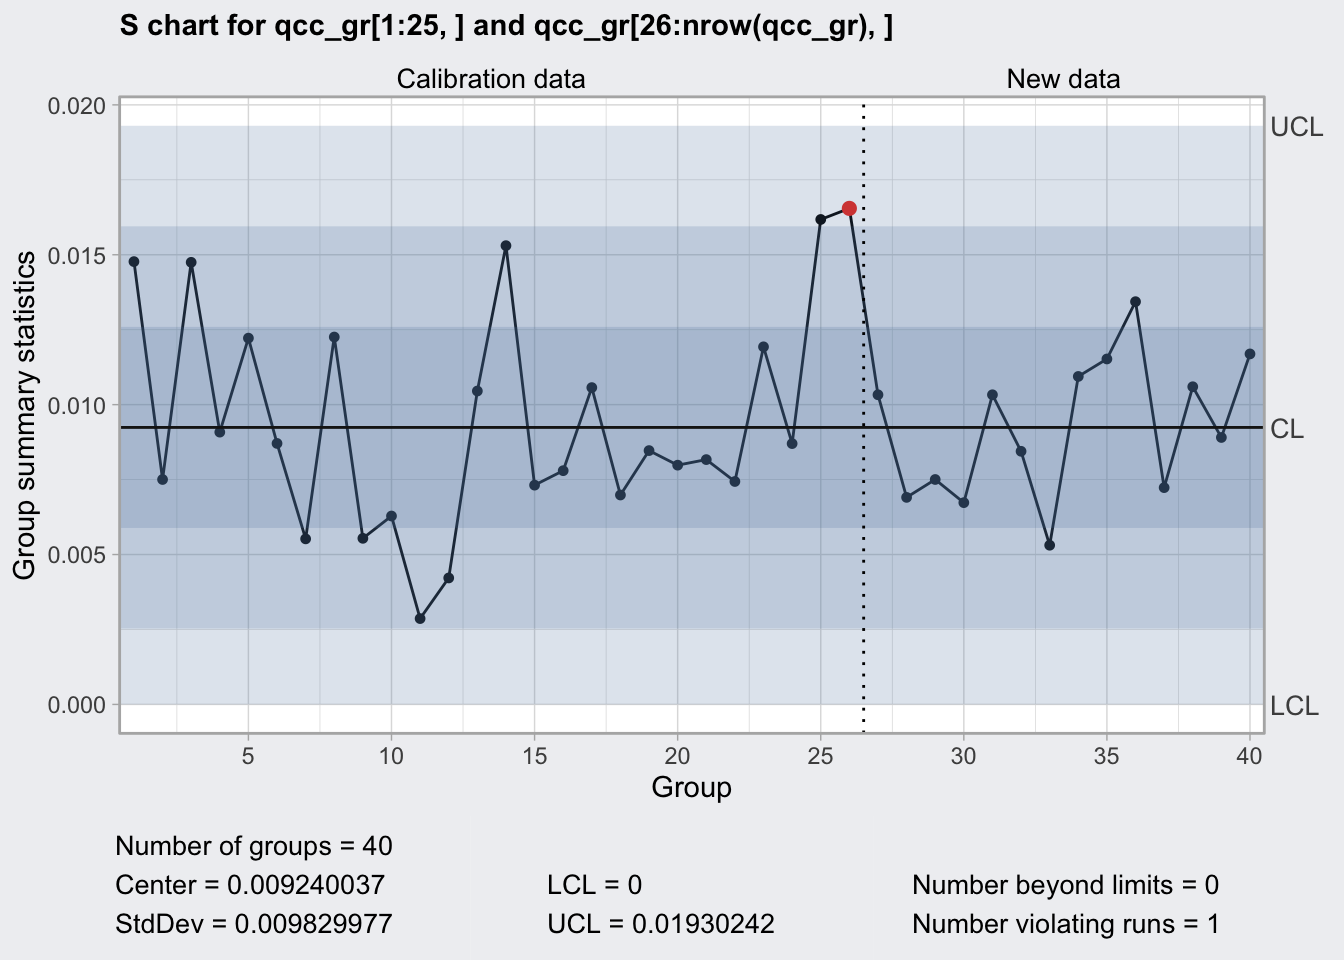 S chart for qcc_gr[1:25, ] and qcc_gr[26:nrow(qcc_gr), ]
Calibration data New data
0.020
UCL
0.015
0.010
CL
0.005
0.000
LCL
Group summary statistics
5 10 15 20 25 30 35 40
Group
Number of groups = 40
Center = 0.009240037 LCL = 0 Number beyond limits = 0
StdDev = 0.009829977 UCL = 0.01930242 Number violating runs = 1